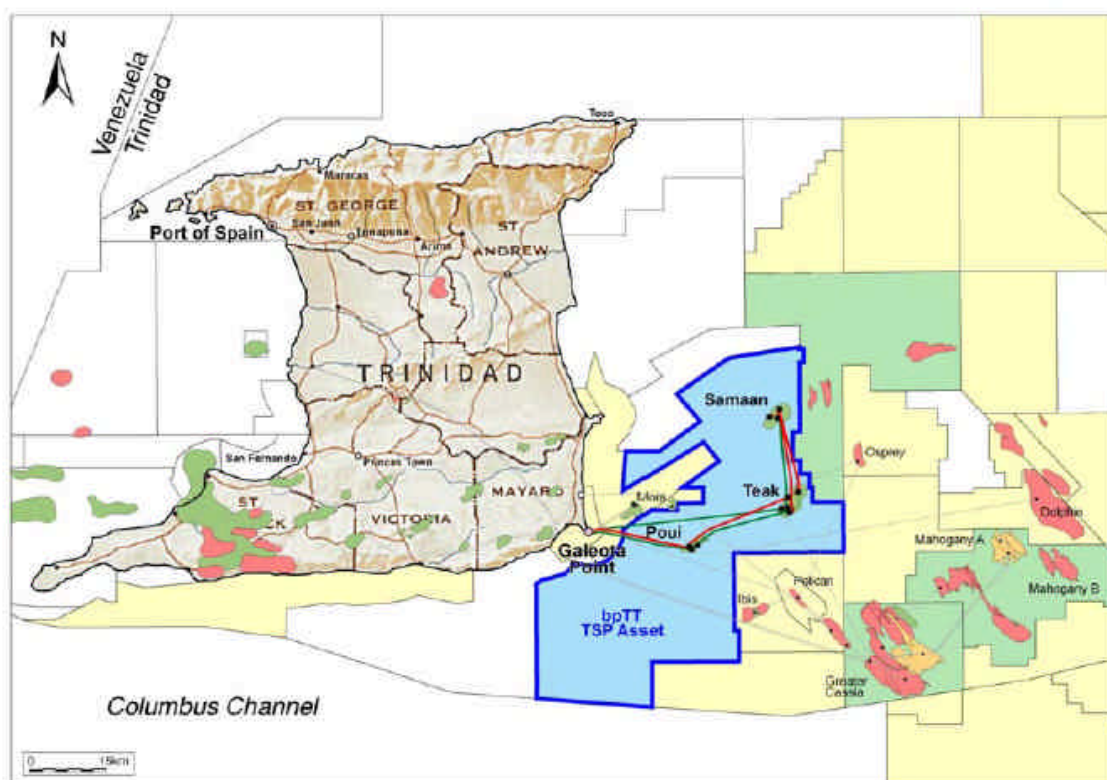 N
Venezuela
Trinidad
Toco
Maracas
ST. GEORGE
San Juan
Tunapuna
Port of Spain
Arima
ST
ANDREW
TRINIDAD
Samaan
San Fernando
Princes Town
Osprey
MAYARO
Teak
ST
VICTORIA
Poui
Dolphin
Galeota
Point
Mahogany A
Pelican
Mahogany B
Ibis
bpTT
TSP Asset
Greater
Cassia
Columbus Channel
0
15km